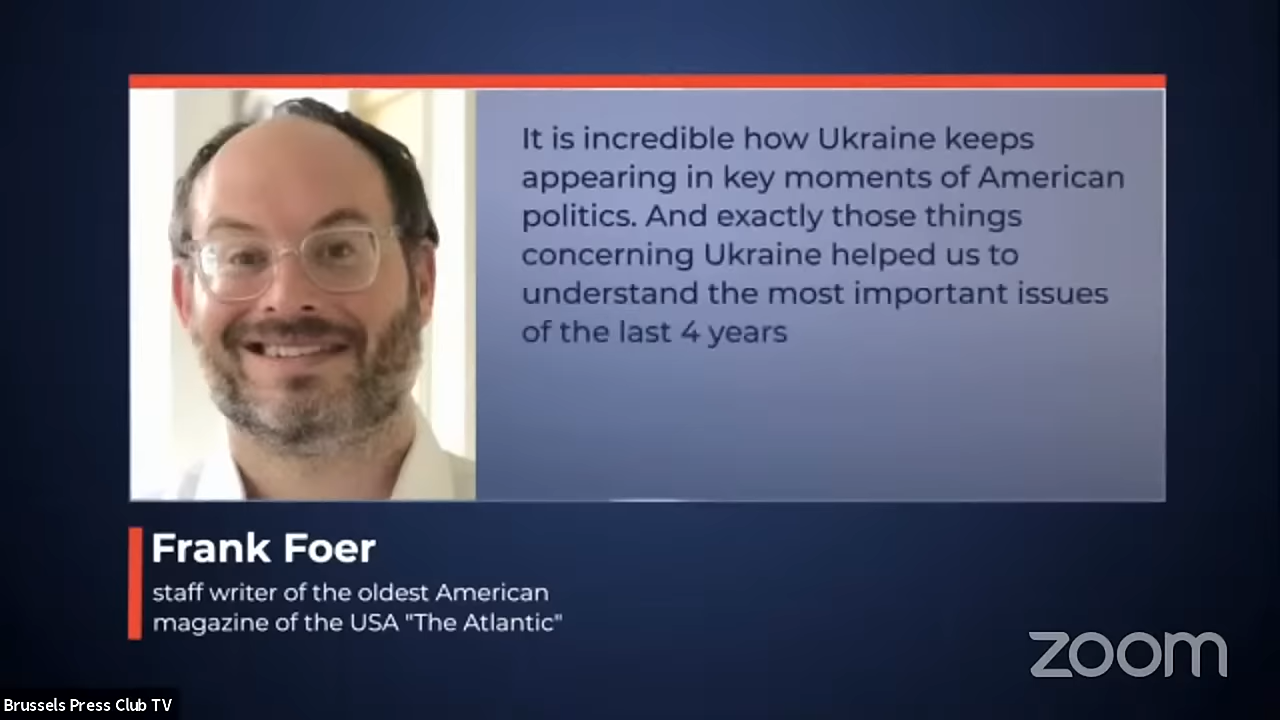 It is incredible how Ukraine keeps
appearing in key moments of American
politics. And exactly those things
concerning Ukraine helped us to
understand the most important issues
of the last 4 years
Frank Foer
staff writer of the oldest American
magazine of the USA "The Atlantic"
zoom
Brussels Press Club TV